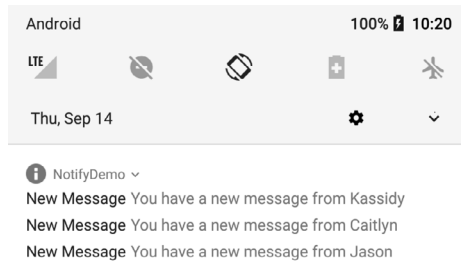 Android 100% 10:20
LTE
Thu, Sep 14
NotifyDemo
New Message You have a new message from Kassidy
New Message You have a new message from Caitlyn
New Message You have a new message from Jason